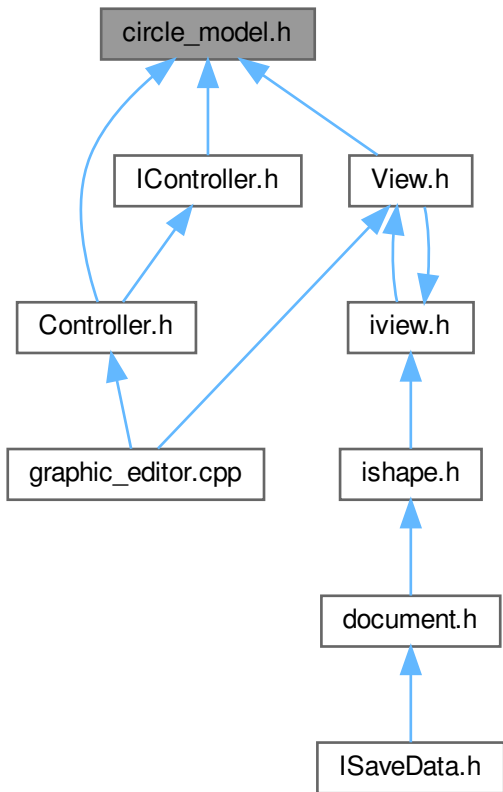 circle_model.h
IController.h
View.h
Controller.h
iview.h
graphic_editor.cpp
ishape.h
document.h
ISaveData.h